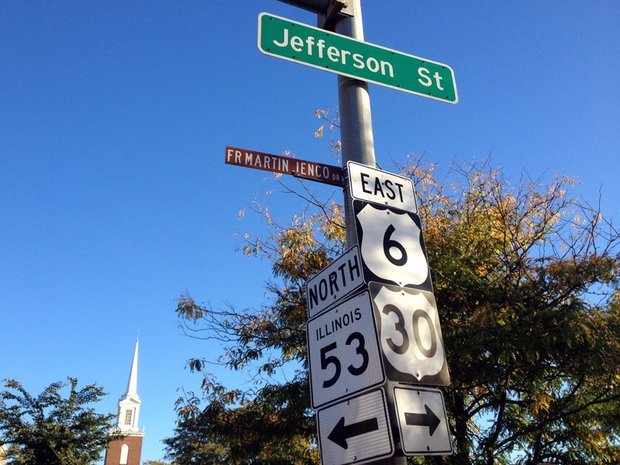 Jefferson St
FR MARTIN JENCO DR
EAST
6
NORTH
30
ILLINOIS
53